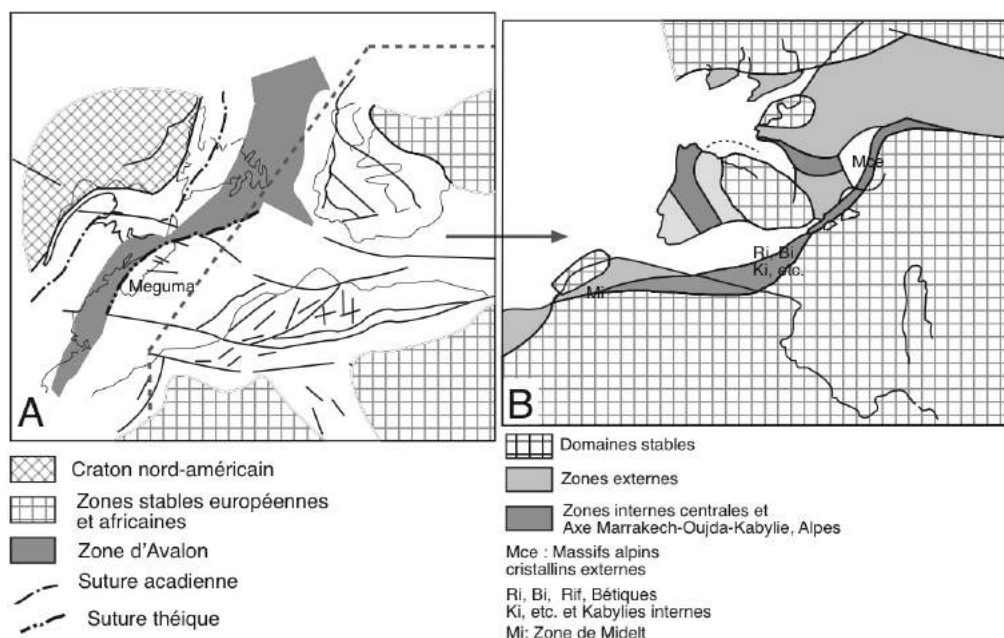 A
Meguma
B
Mce
Ri, Bi,
Ki, etc.
Mi
Craton nord-américain
Zones stables européennes
et africaines
Zone d'Avalon
Suture acadienne
Suture théique
Domaines stables
Zones externes
Zones internes centrales et
Axe Marrakech-Oujda-Kabylie, Alpes
Mce : Massifs alpins
cristallins externes
Ri, Bi, Rif, Bétiques
Ki, etc. et Kabylies internes
Mi: Zone de Midelt